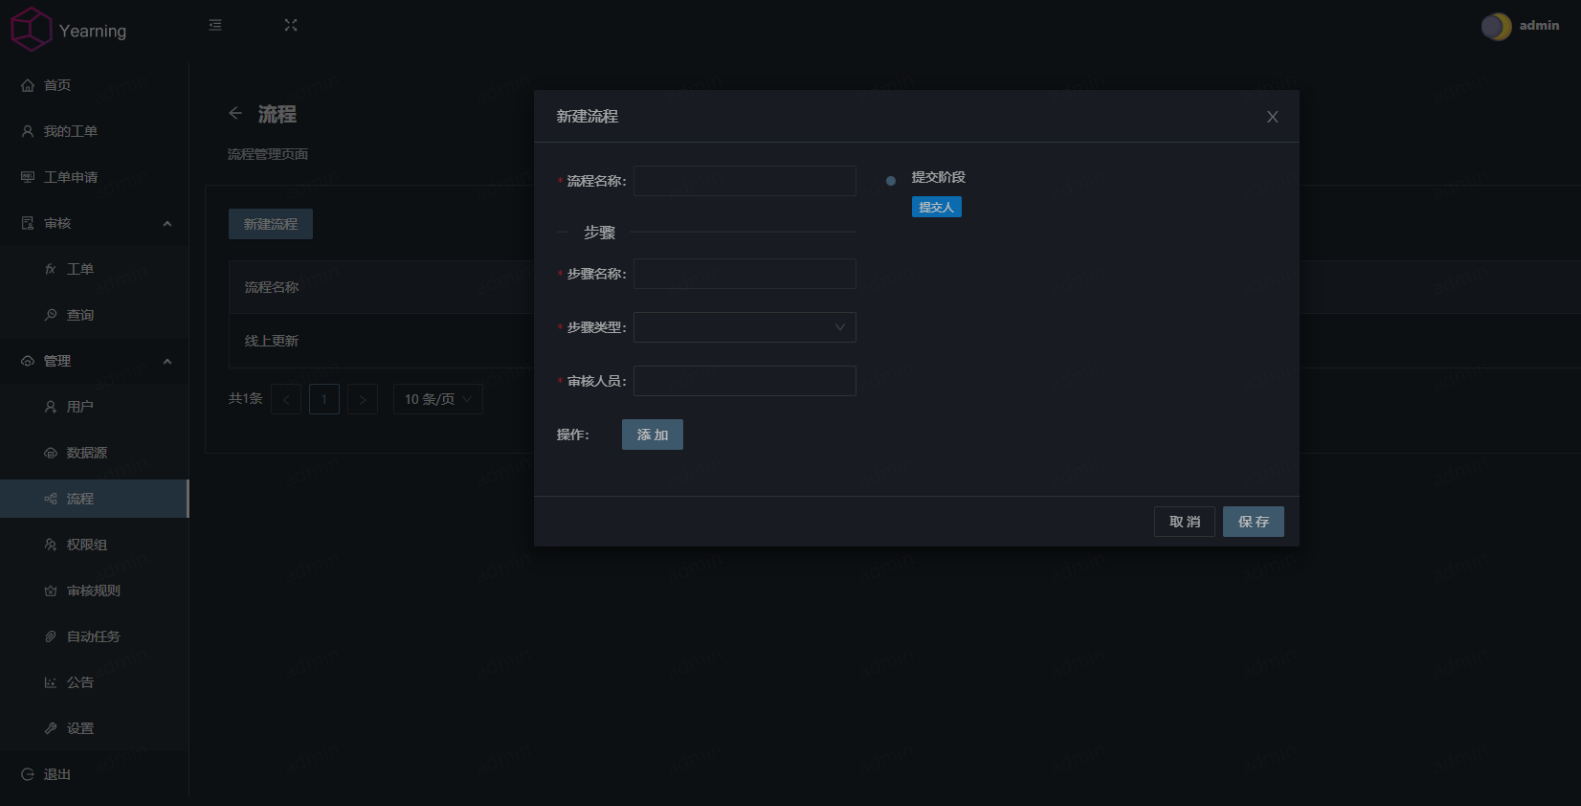 Yearning
admin
首页
我的工单
工单申请
审核
工单
查询
管理
用户
数据源
流程
权限组
审核规则
自动任务
公告
设置
退出
流程
流程管理页面
新建流程
流程名称
线上更新
共1条
1
10 条/页
新建流程
X
* 流程名称:
步骤
* 步骤名称:
* 步骤类型:
* 审核人员:
操作:
添加
提交阶段
提交人
取消
保存